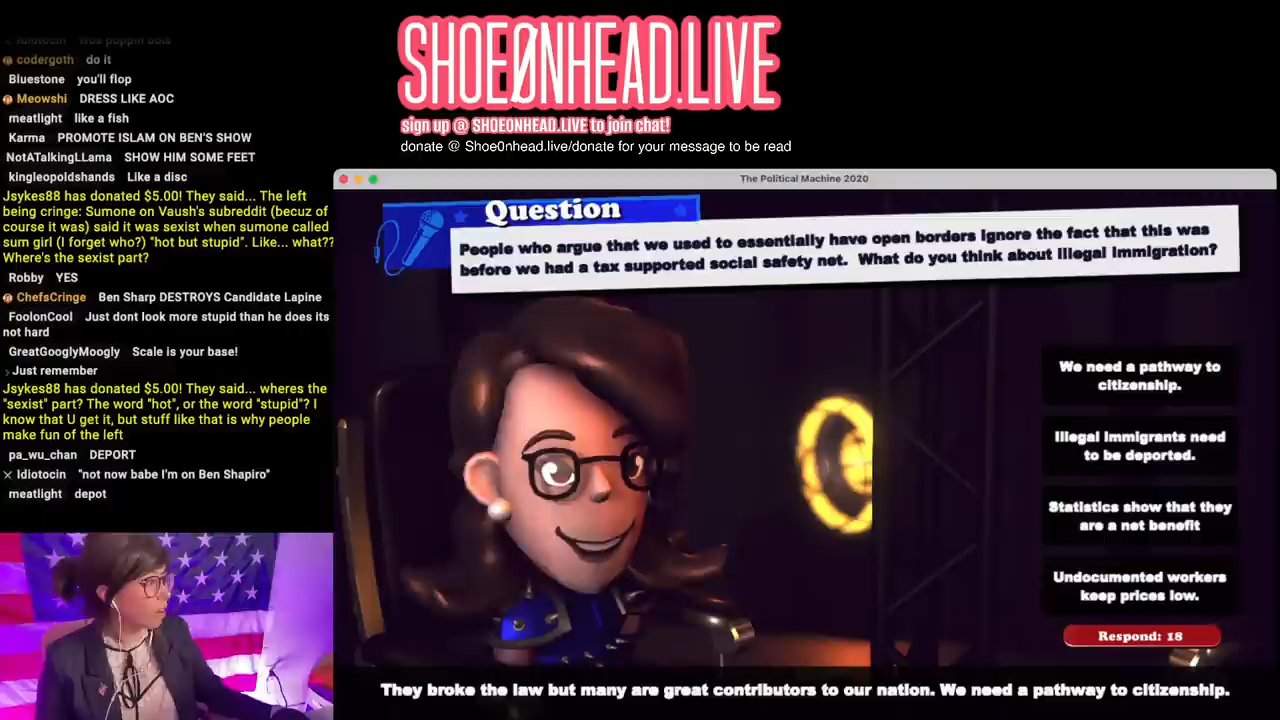 Idiotocin was poppin bots
codergoth do it
Bluestone you'll flop
Meowshi DRESS LIKE AOC
meatlight like a fish
Karma PROMOTE ISLAM ON BEN'S SHOW
NotATalkingLLama SHOW HIM SOME FEET
kingleopoldshands Like a disc
Jsykes88 has donated $5.00! They said... The left
being cringe: Sumone on Vaush's subreddit (becuz of
course it was) said it was sexist when sumone called
sum girl (I forget who?) "hot but stupid". Like... what??
Where's the sexist part?
Robby YES
ChefsCringe Ben Sharp DESTROYS Candidate Lapine
FoolonCool Just dont look more stupid than he does its
not hard
GreatGooglyMoogly Scale is your base!
Just remember
Jsykes88 has donated $5.00! They said... wheres the
"sexist" part? The word "hot", or the word "stupid"? I
know that U get it, but stuff like that is why people
make fun of the left
pa_wu_chan DEPORT
Idiotocin "not now babe I'm on Ben Shapiro"
meatlight depot
SHOE0NHEAD.LIVE
sign up @ SHOE0NHEAD.LIVE to join chat!
donate @ Shoe0nhead.live/donate for your message to be read
The Political Machine 2020
Question
People who argue that we used to essentially have open borders ignore the fact that this was
before we had a tax supported social safety net. What do you think about Illegal Immigration?
We need a pathway to
citizenship.
Illegal Immigrants need
to be deported.
Statistics show that they
are a net benefit
Undocumented workers
keep prices low.
Respond: 18
They broke the law but many are great contributors to our nation. We need a pathway to citizenship.